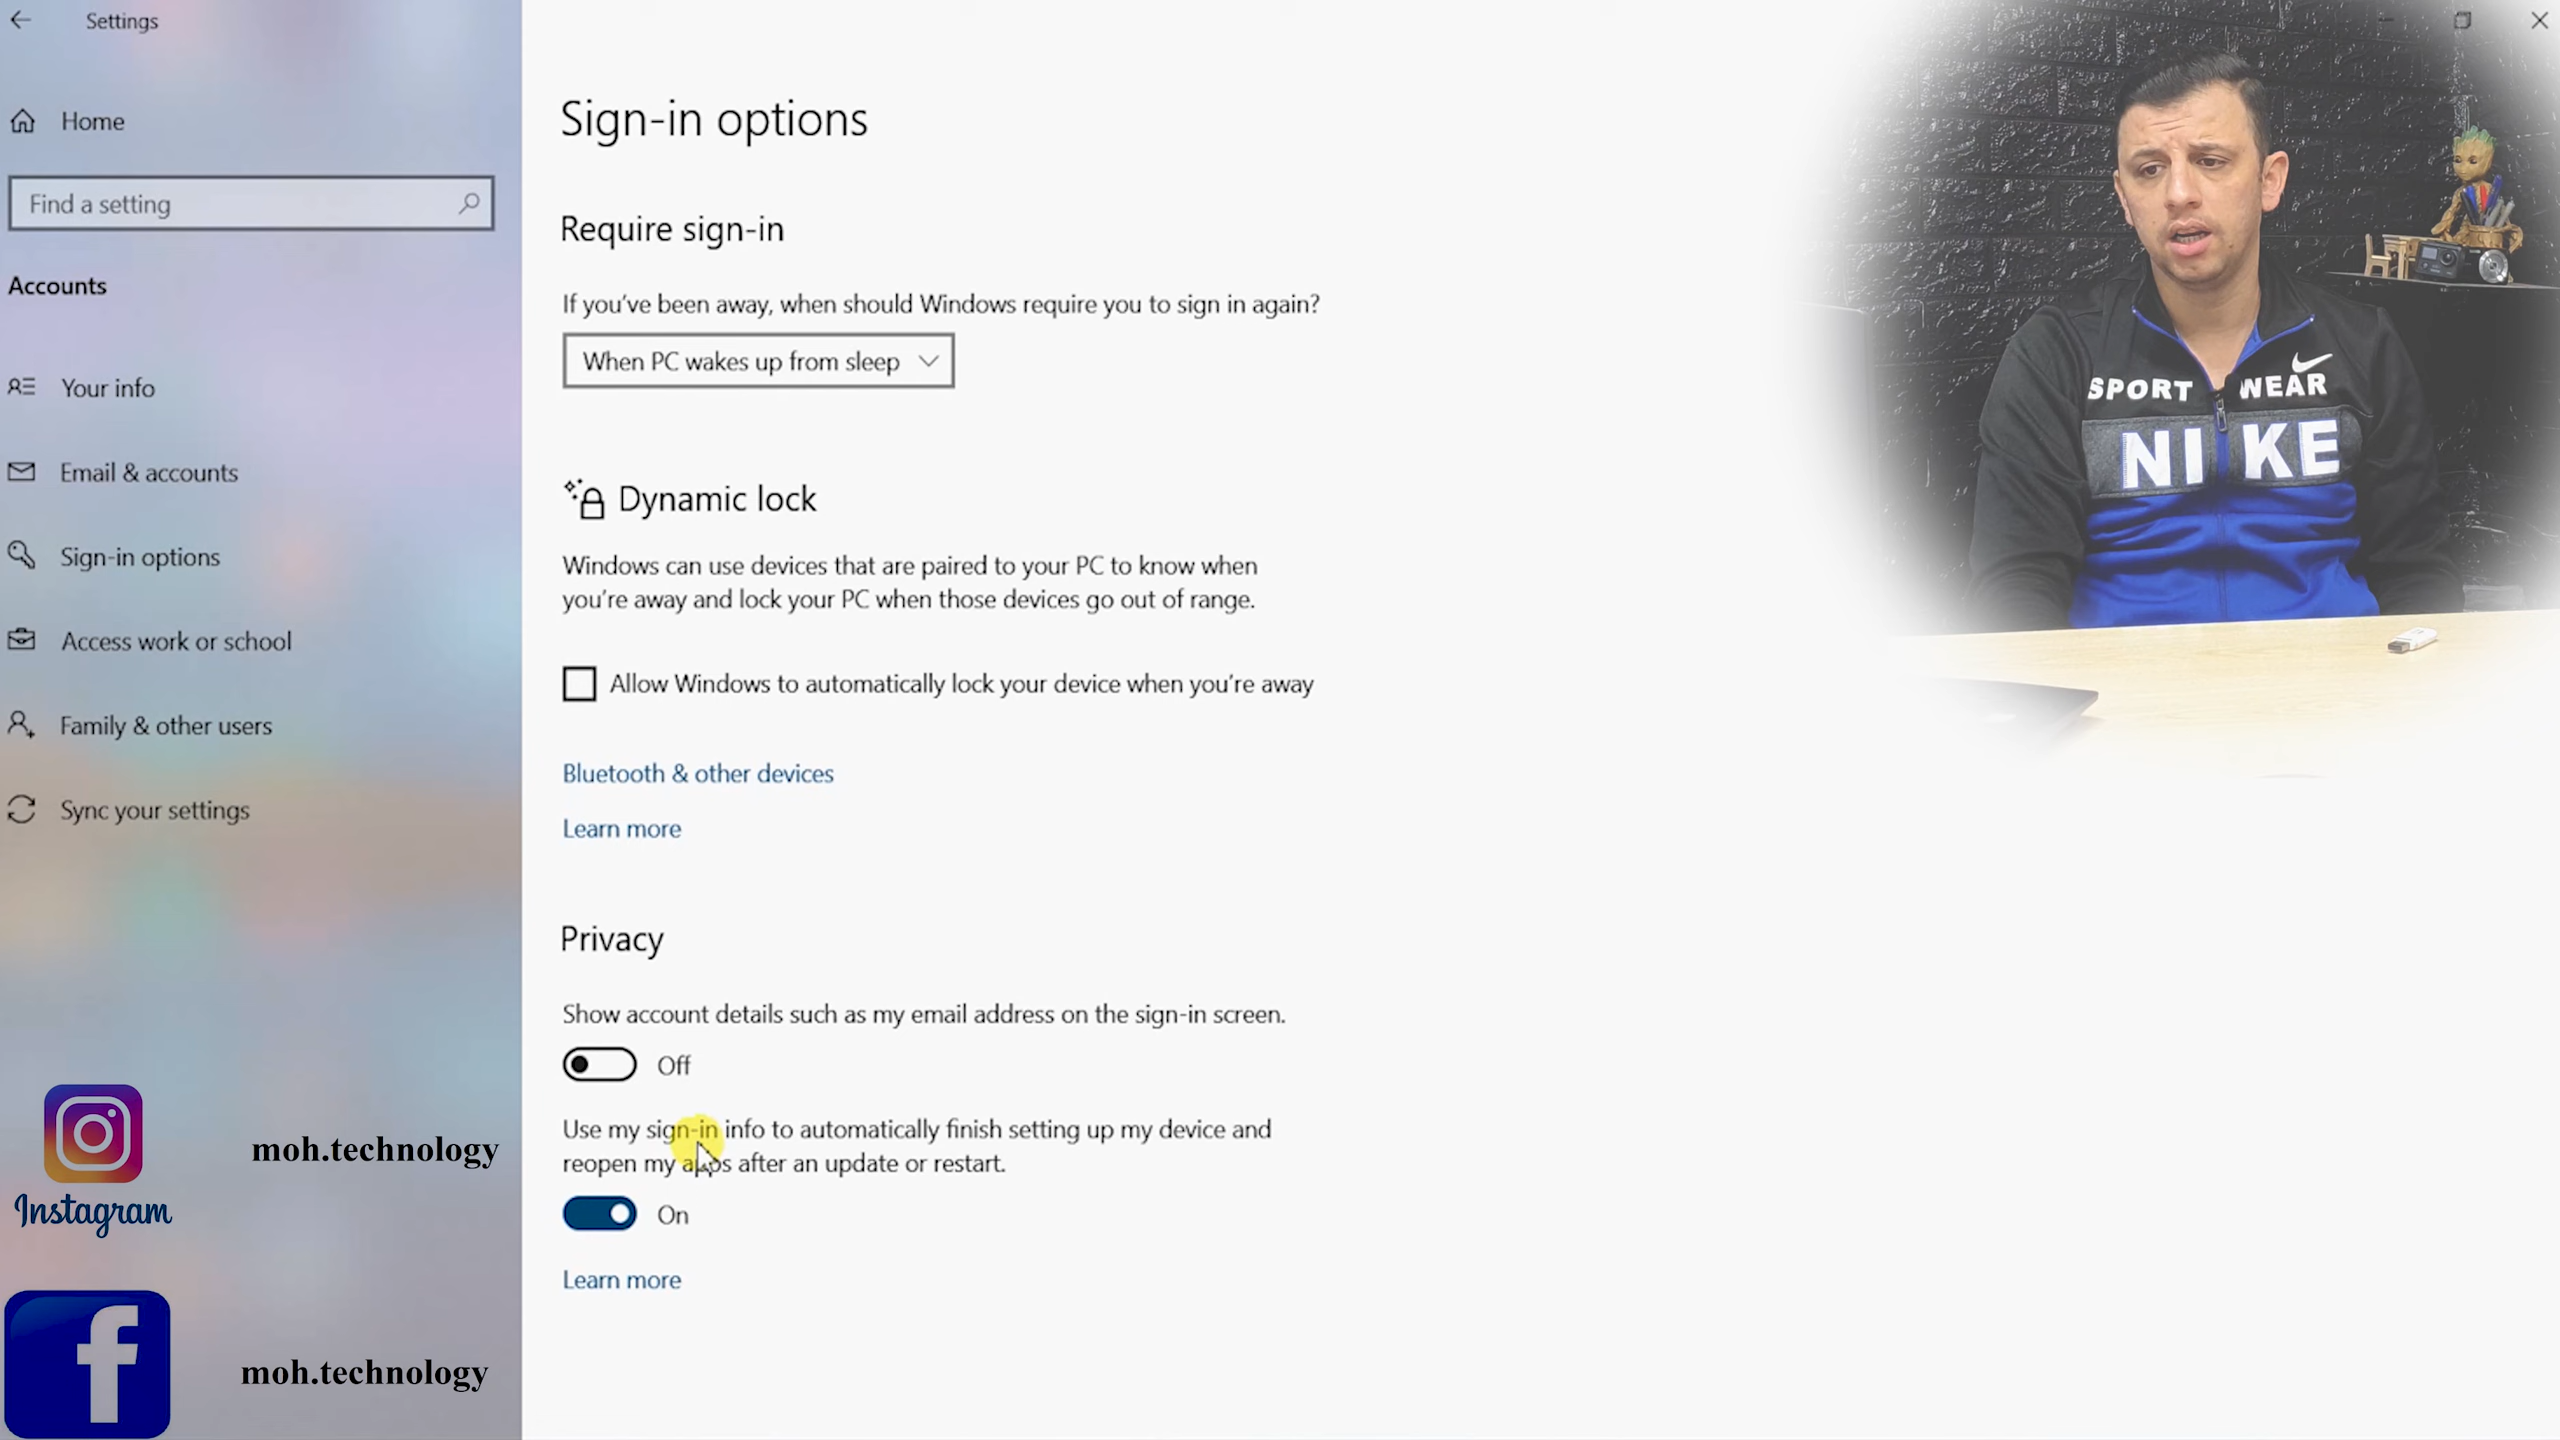 Settings
Home
Find a setting
Accounts
Your info
Email & accounts
Sign-in options
Access work or school
Family & other users
Sync your settings
Instagram
moh.technology
f
moh.technology
Sign-in options
Require sign-in
If you've been away, when should Windows require you to sign in again?
When PC wakes up from sleep
Dynamic lock
Windows can use devices that are paired to your PC to know when
you're away and lock your PC when those devices go out of range.
Allow Windows to automatically lock your device when you're away
Bluetooth & other devices
Learn more
Privacy
Show account details such as my email address on the sign-in screen.
Off
Use my sign-in info to automatically finish setting up my device and
reopen my apps after an update or restart.
On
Learn more
SPORT WEAR
NIKE